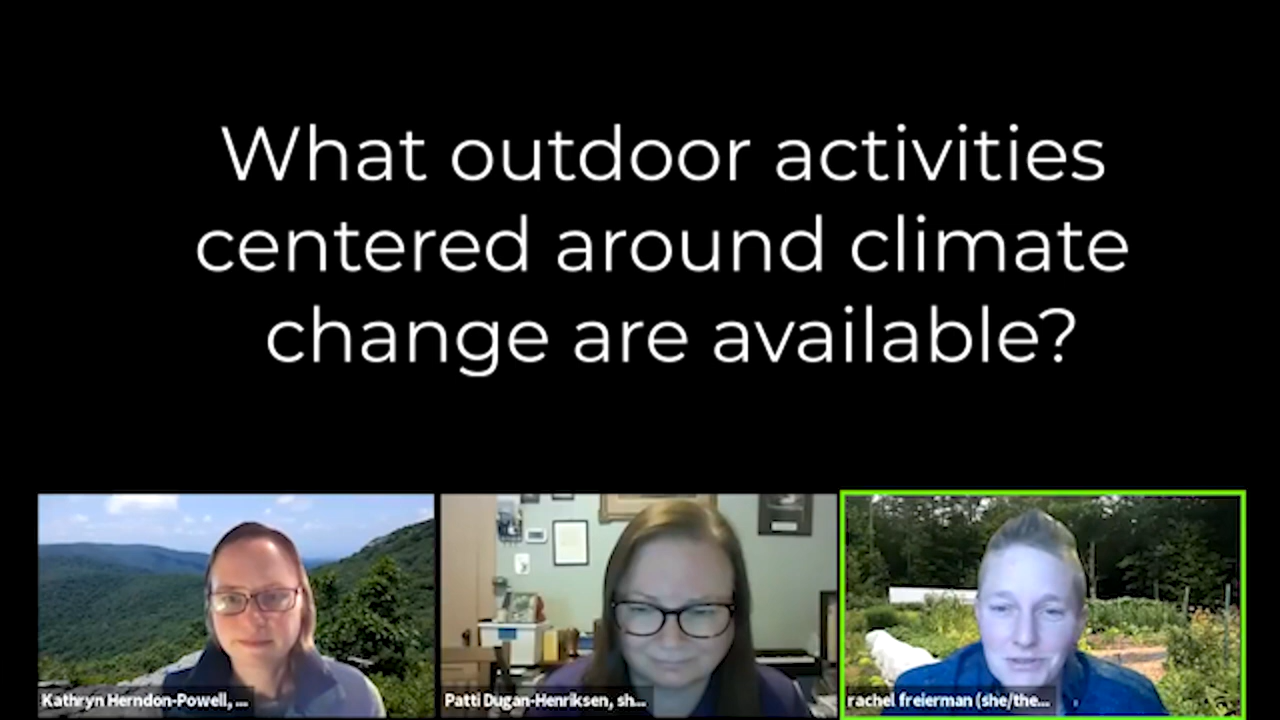 What outdoor activities
centered around climate
change are available?
Kathryn Herndon-Powell, ...
Patti Dugan-Henriksen, sh...
rachel freierman (she/the...